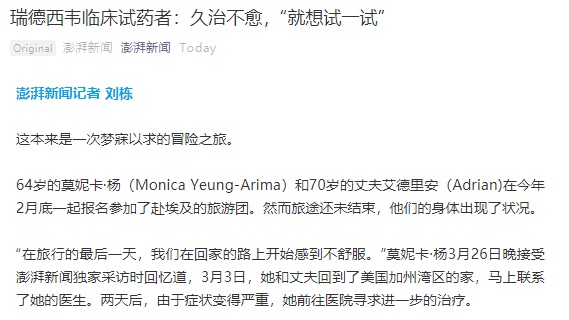 瑞德西韦临床试药者：久治不愈，“就想试一试”
Original 澎湃新闻 澎湃新闻 Today
澎湃新闻记者 刘栋
这本来是一次梦寐以求的冒险之旅。
64岁的莫妮卡·杨（Monica Yeung-Arima）和70岁的丈夫艾德里安（Adrian)在今年
2月底一起报名参加了赴埃及的旅游团。然而旅途还未结束，他们的身体出现了状况。
“在旅行的最后一天，我们在回家的路上开始感到不舒服。”莫妮卡·杨3月26日晚接受
澎湃新闻独家采访时回忆道，3月3日，她和丈夫回到了美国加州湾区的家，马上联系
了她的医生。两天后，由于症状变得严重，她前往医院寻求进一步的治疗。